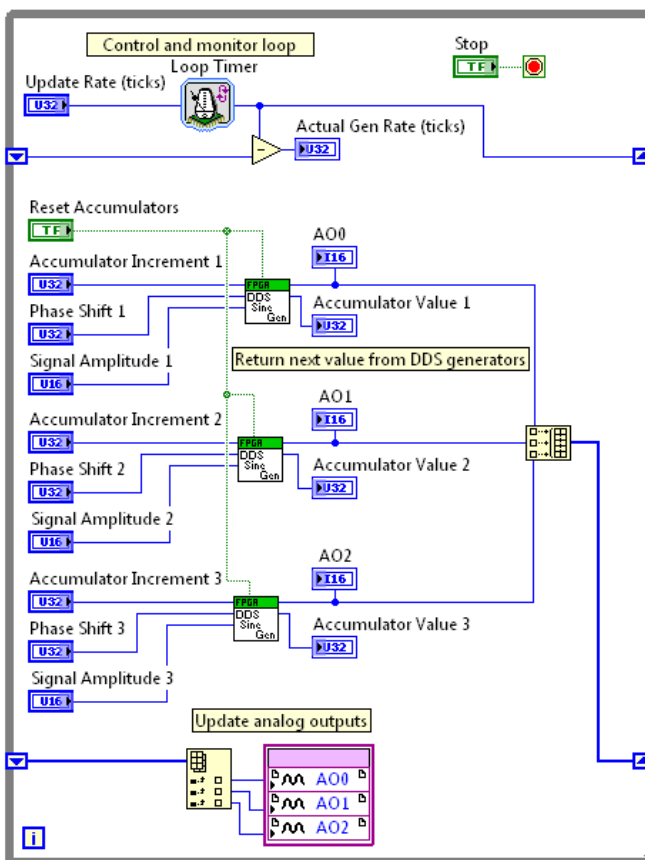 Control and monitor loop
Stop
TF
Loop Timer
Update Rate (ticks)
U32
Actual Gen Rate (ticks)
U32
-
Reset Accumulators
TF
AO0
I16
Accumulator Increment 1
U32
FPGA
DDS
Sine
Gen
Accumulator Value 1
U32
Phase Shift 1
U32
Signal Amplitude 1
U16
Return next value from DDS generators
AO1
I16
Accumulator Increment 2
U32
FPGA
DDS
Sine
Gen
Phase Shift 2
U32
Accumulator Value 2
U32
Signal Amplitude 2
U16
AO2
I16
Accumulator Increment 3
U32
FPGA
DDS
Sine
Gen
Phase Shift 3
U32
Accumulator Value 3
U32
Signal Amplitude 3
U16
Update analog outputs
AO0
AO1
AO2
i